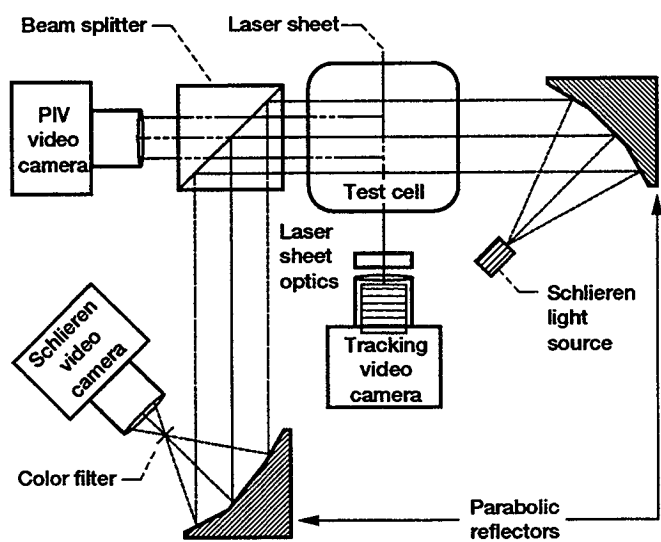 Beam splitter
Laser sheet
PIV
video
camera
Test cell
Laser
sheet
optics
Schlieren
light
source
Schlieren
video
camera
Tracking
video
camera
Color filter
Parabolic
reflectors